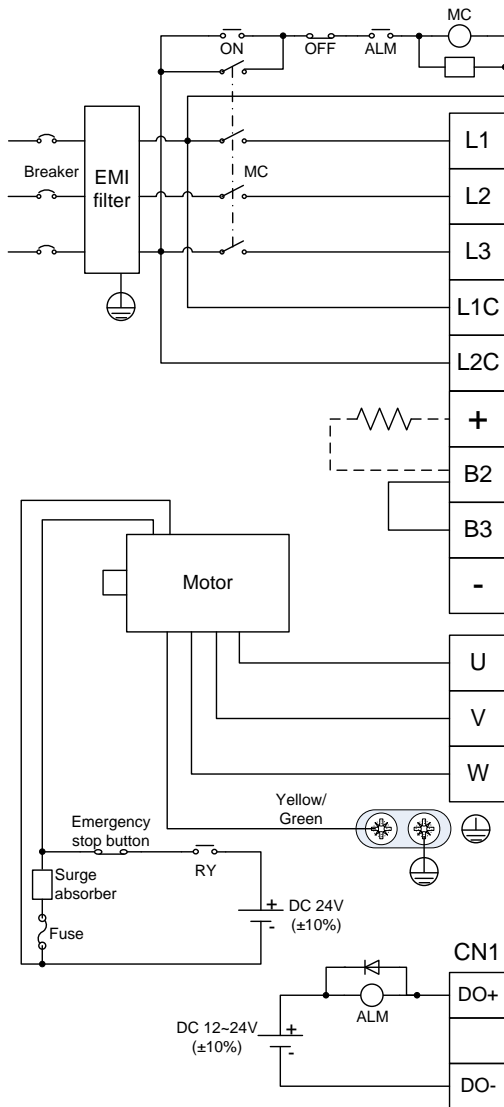 MC
ON
OFF
ALM
Breaker
EMI
filter
MC
L1
L2
L3
L1C
L2C
+
B2
B3
-
Motor
U
V
W
Yellow/
Green
Emergency
stop button
RY
Surge
absorber
Fuse
+
-
DC 24V
(±10%)
CN1
DO+
ALM
DC 12~24V
(±10%)
+
-
DO-